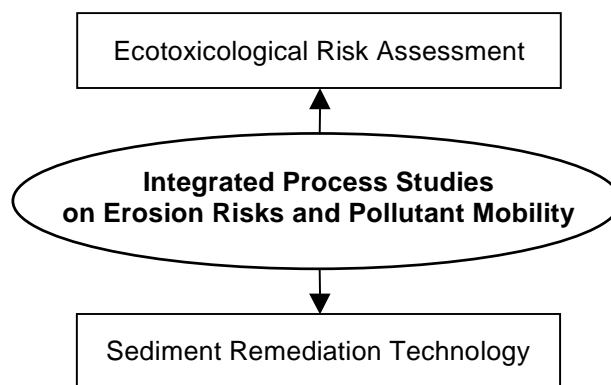 Ecotoxicological Risk Assessment
Integrated Process Studies
on Erosion Risks and Pollutant Mobility
Sediment Remediation Technology